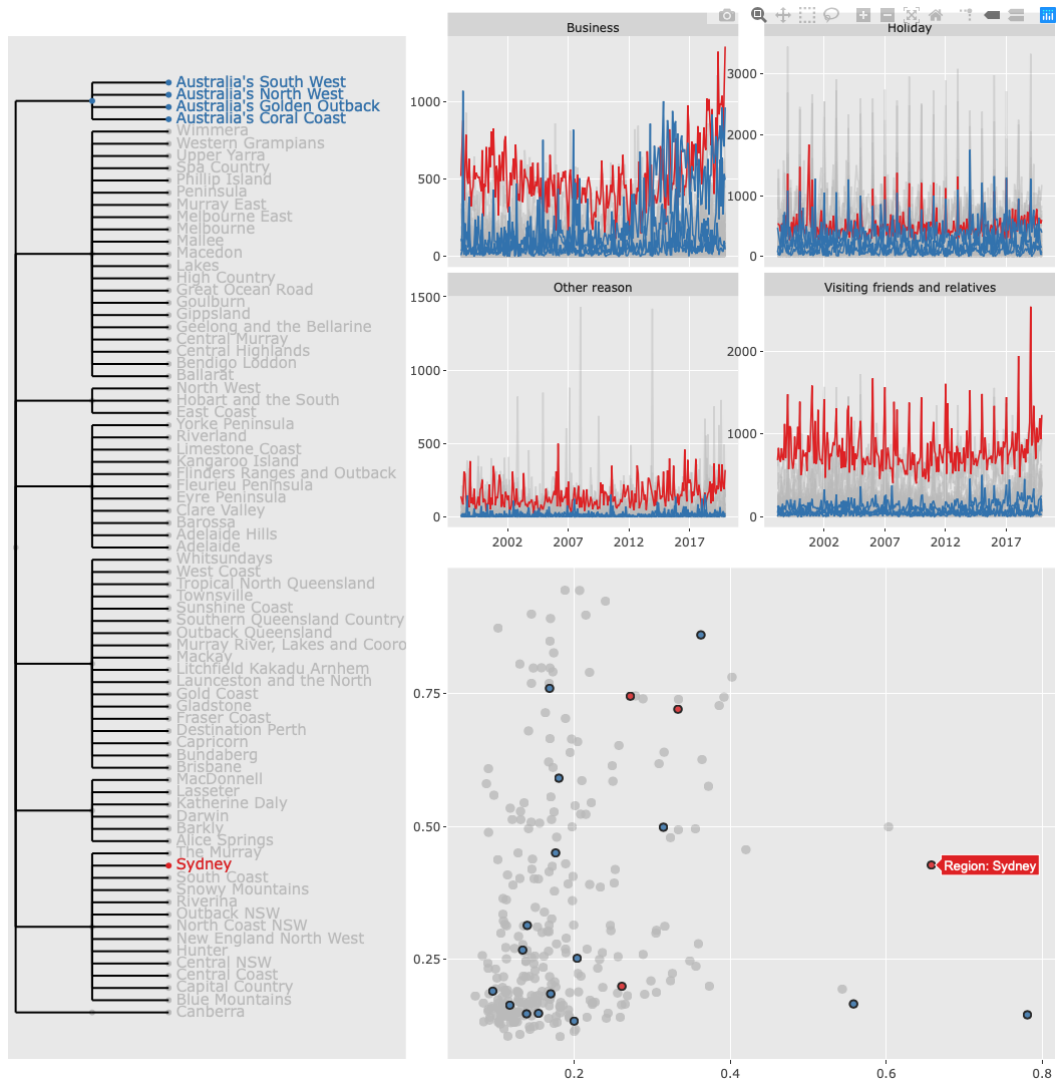 Australia's South West
Australia's North West
Australia's Golden Outback
Australia's Coral Coast
Wimmera
Western Grampians
Upper Yarra
Spa Country
Phillip Island
Peninsula
Murray East
Melbourne East
Melbourne
Mallee
Macedon
Lakes
High Country
Great Ocean Road
Goulburn
Gippsland
Geelong and the Bellarine
Central Murray
Central Highlands
Bendigo Loddon
Ballarat
North West
Hobart and the South
East Coast
Yorke Peninsula
Riverland
Limestone Coast
Kangaroo Island
Flinders Ranges and Outback
Fleurieu Peninsula
Eyre Peninsula
Clare Valley
Barossa
Adelaide Hills
Adelaide
Whitsundays
West Coast
Tropical North Queensland
Townsville
Sunshine Coast
Southern Queensland Country
Outback Queensland
Murray River, Lakes and Cooro
Mackay
Litchfield Kakadu Arnhem
Launceston and the North
Gold Coast
Gladstone
Fraser Coast
Destination Perth
Capricorn
Bundaberg
Brisbane
MacDonnell
Lasseter
Katherine Daly
Darwin
Barkly
Alice Springs
The Murray
Sydney
South Coast
Snowy Mountains
Riverina
Outback NSW
North Coast NSW
New England North West
Hunter
Central NSW
Central Coast
Capital Country
Blue Mountains
Canberra
Business
1000
500
0
Holiday
3000
2000
1000
0
Other reason
1500
1000
500
0
2002 2007 2012 2017
Visiting friends and relatives
2000
1000
0
2002 2007 2012 2017
0.75
0.50
0.25
Region: Sydney
0.2 0.4 0.6 0.8